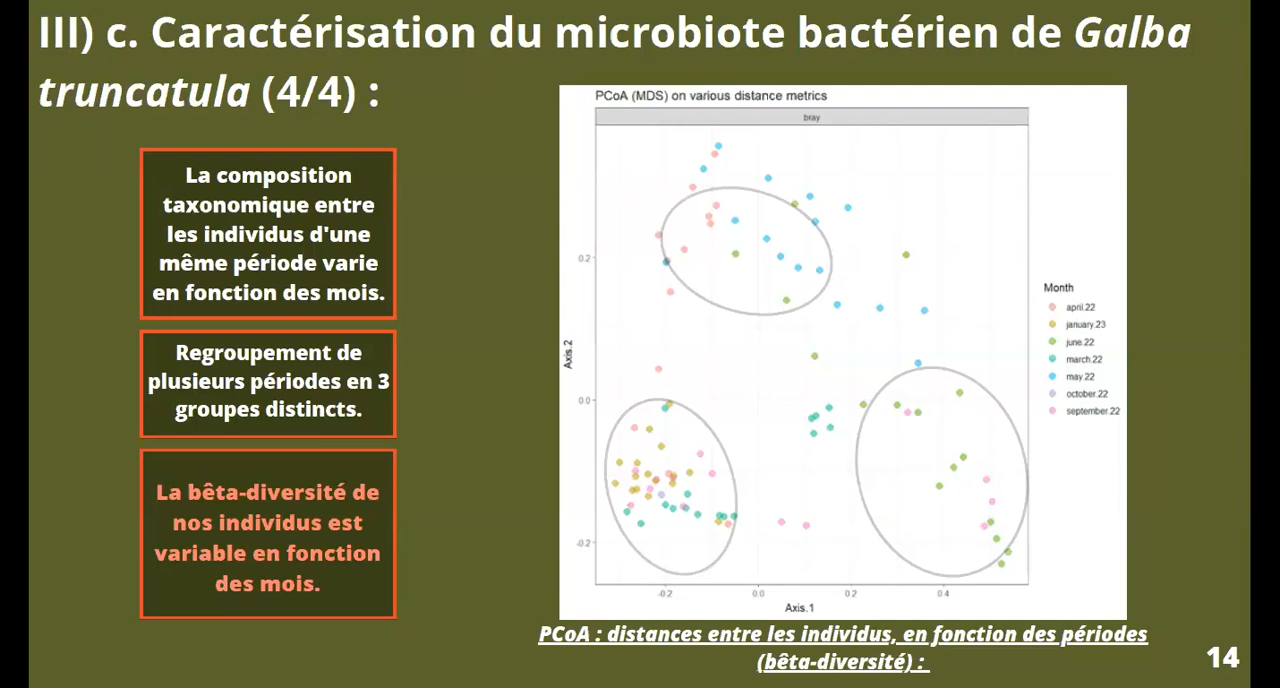 III) c. Caractérisation du microbiote bactérien de Galba
truncatula (4/4) :
La composition
taxonomique entre
les individus d'une
même période varie
en fonction des mois.
Regroupement de
plusieurs périodes en 3
groupes distincts.
La bêta-diversité de
nos individus est
variable en fonction
des mois.
PCoA (MDS) on various distance metrics
bray
Axis.2
0.2
0.0
-0.2
-0.2
0.0
0.2
0.4
Axis.1
Month
april.22
january.23
june.22
march.22
may.22
october.22
september.22
PCoA : distances entre les individus, en fonction des périodes
(bêta-diversité) :
14